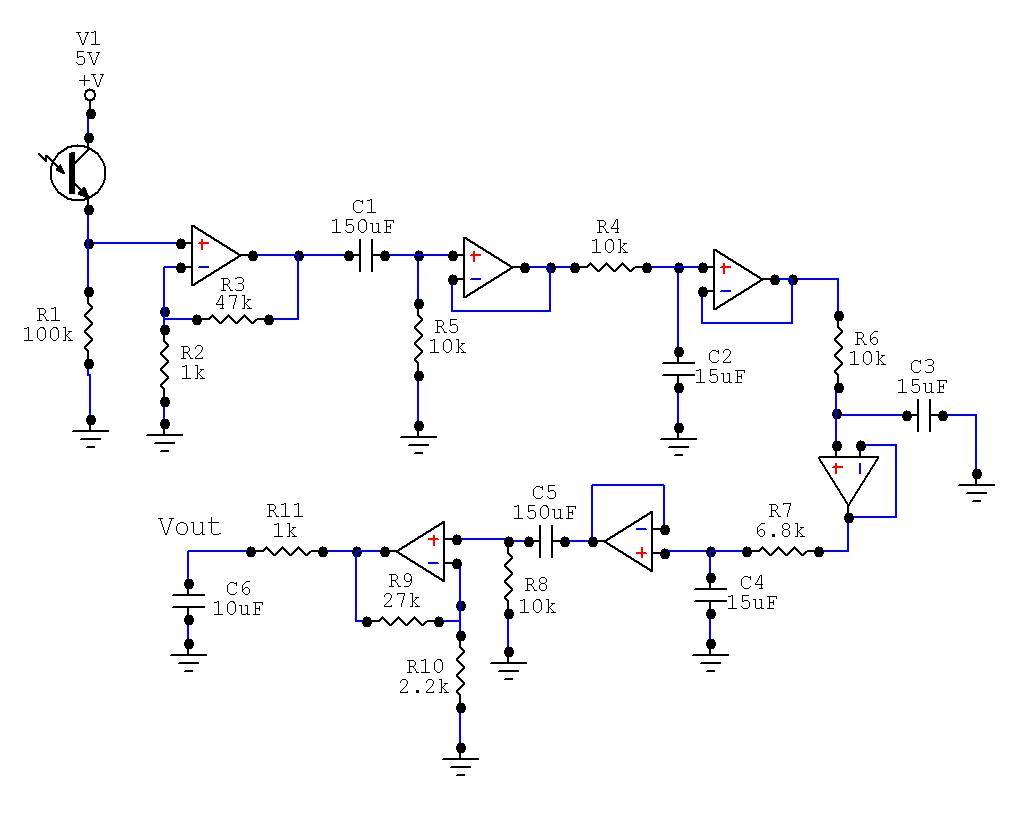 V1
5V
+V
C1
150uF
R4
10k
+
−
+
−
+
−
R3
47k
R1
100k
R2
1k
R5
10k
C2
15uF
R6
10k
C3
15uF
+ −
Vout
R11
1k
C5
150uF
R7
6.8k
+
−
−
+
R9
27k
C6
10uF
R8
10k
C4
15uF
R10
2.2k